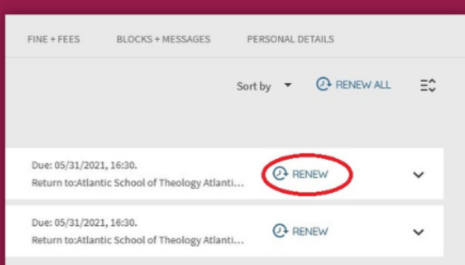 FINE + FEES BLOCKS + MESSAGES PERSONAL DETAILS
Sort by RENEW ALL
Due: 05/31/2021, 16:30.
Return to:Atlantic School of Theology Atlanti...
RENEW
Due: 05/31/2021, 16:30.
Return to:Atlantic School of Theology Atlanti...
RENEW